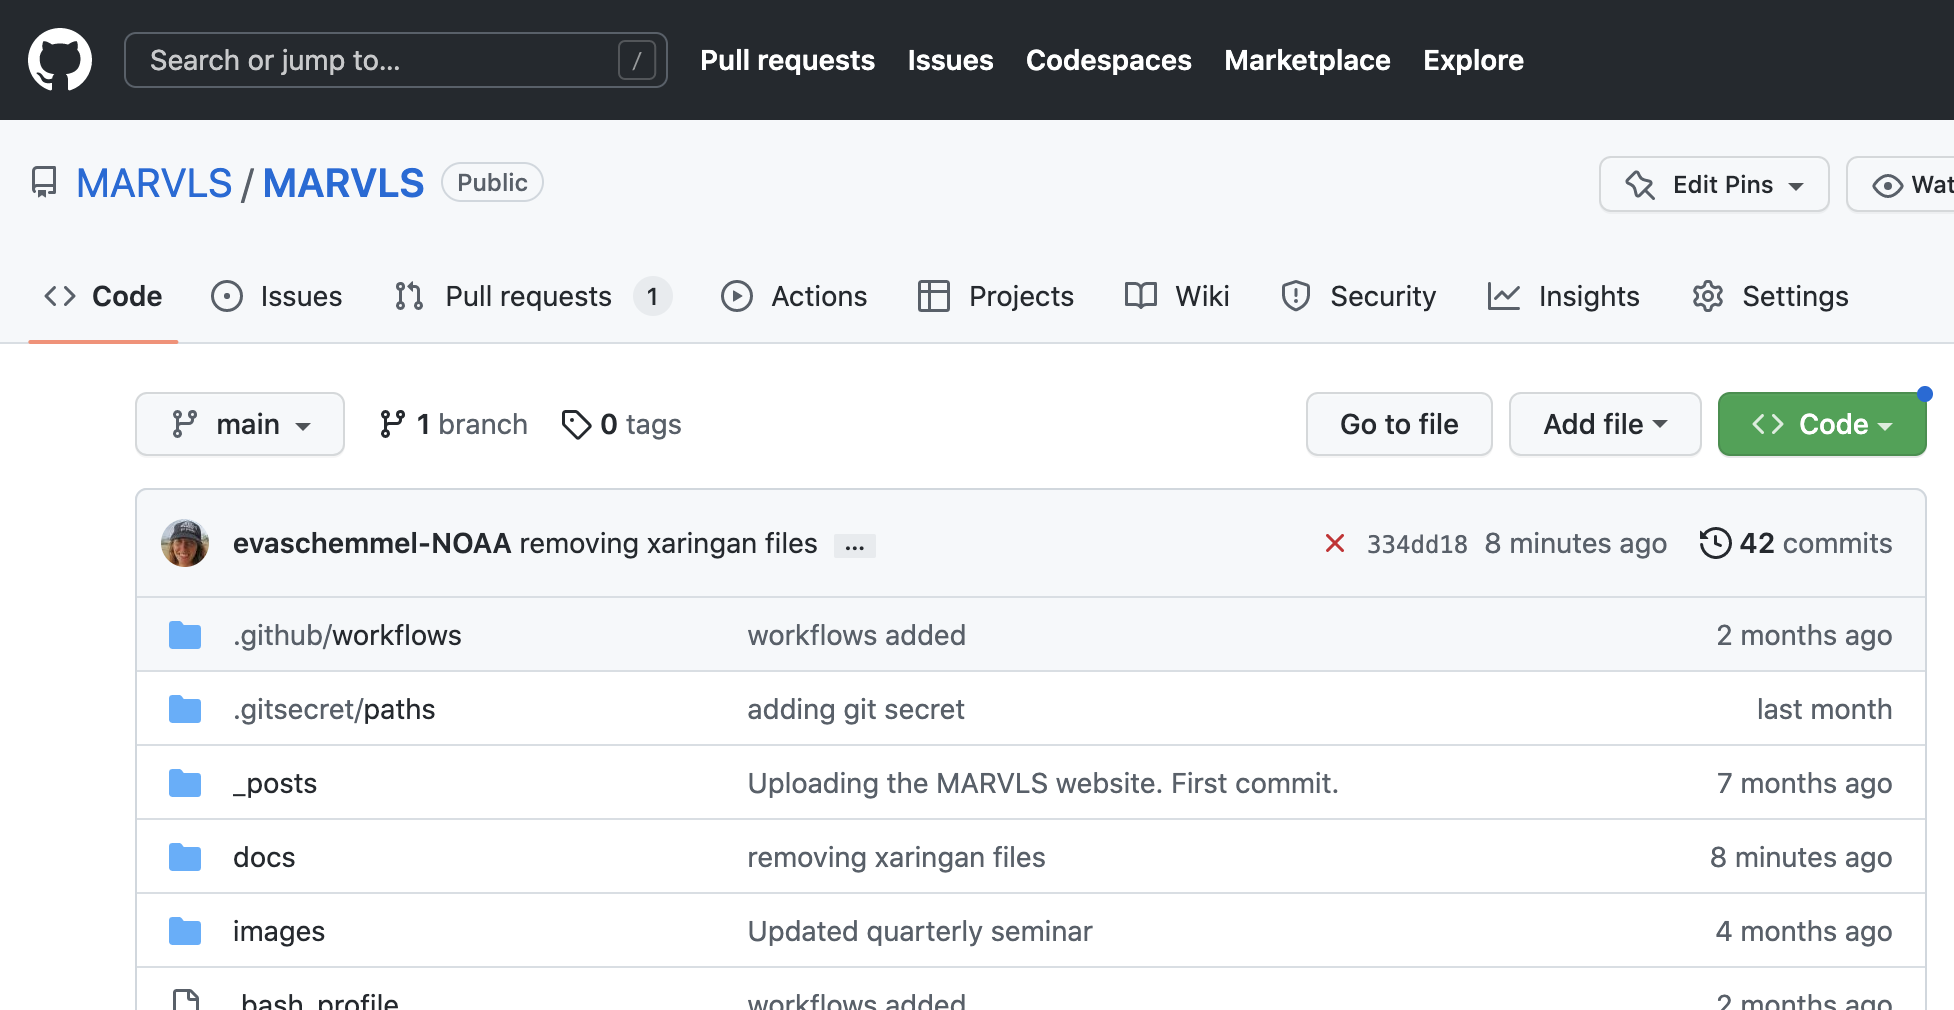 Search or jump to... /
Pull requests Issues Codespaces Marketplace Explore
MARVLS / MARVLS Public
Edit Pins Wat
Code Issues Pull requests 1 Actions Projects Wiki Security Insights Settings
main 1 branch 0 tags Go to file Add file Code
evaschemmel-NOAA removing xaringan files ... 334dd18 8 minutes ago 42 commits
.github/workflows workflows added 2 months ago
.gitsecret/paths adding git secret last month
_posts Uploading the MARVLS website. First commit. 7 months ago
docs removing xaringan files 8 minutes ago
images Updated quarterly seminar 4 months ago
bash_profile workflows added 2 months ago